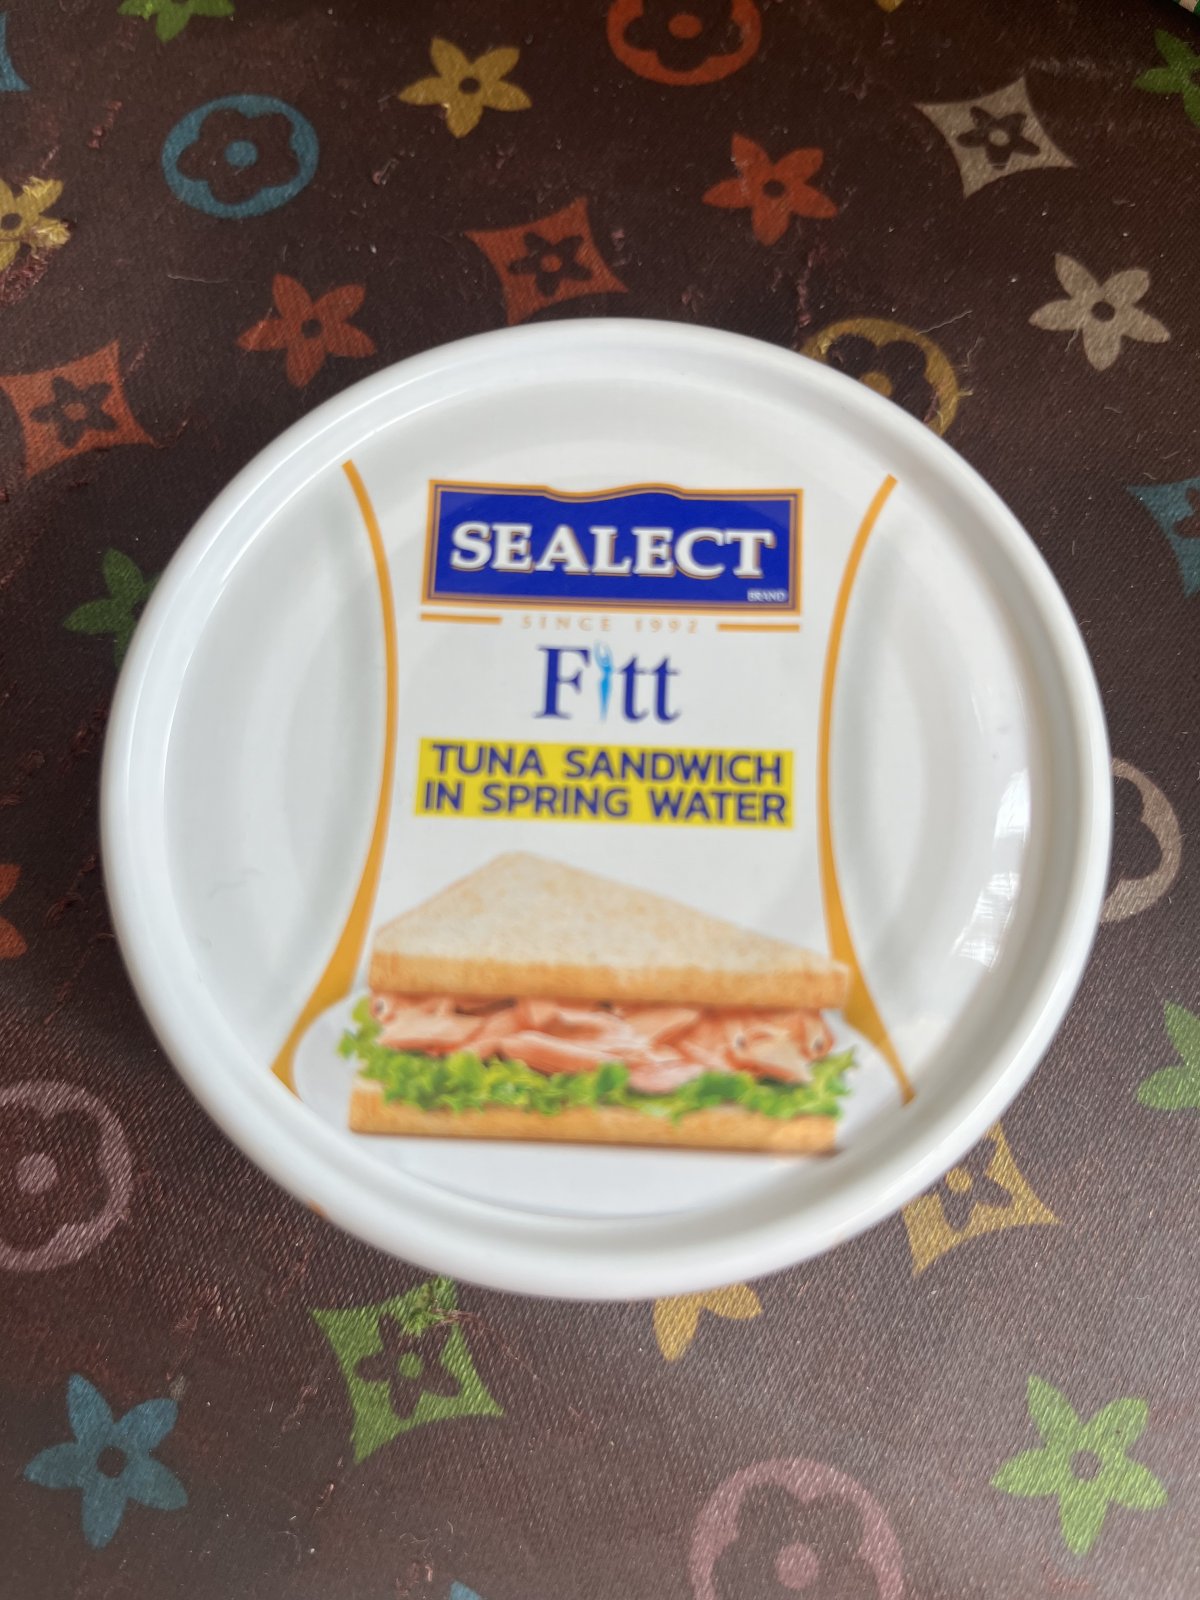 SEALECT
BRAND
SINCE 1992
Fitt
TUNA SANDWICH
IN SPRING WATER